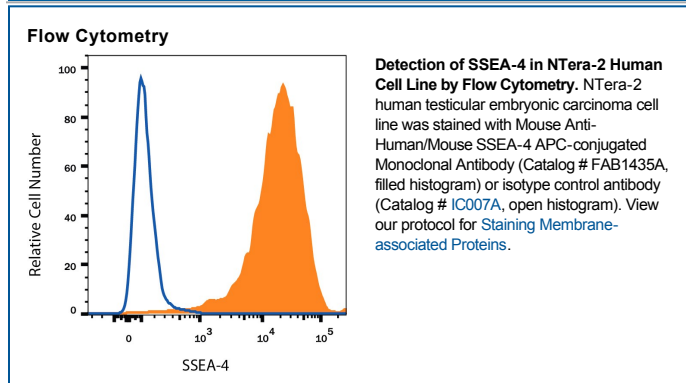 Flow Cytometry
100
80
60
40
20
0
Relative Cell Number
0
10^3
10^4
10^5
SSEA-4
Detection of SSEA-4 in NTera-2 Human
Cell Line by Flow Cytometry. NTera-2
human testicular embryonic carcinoma cell
line was stained with Mouse Anti-
Human/Mouse SSEA-4 APC-conjugated
Monoclonal Antibody (Catalog # FAB1435A,
filled histogram) or isotype control antibody
(Catalog # IC007A, open histogram). View
our protocol for Staining Membrane-
associated Proteins.